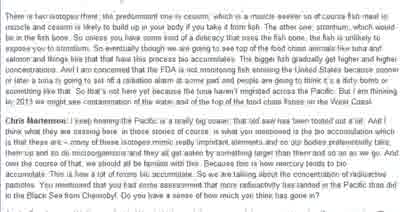 There is two isotopes there; the predominant one is cesium, which is a muscle seeker so of course fish meat is
muscle and cesium is likely to build up in your body if you take it from fish. The other one, strontium, which would
be in the fish bone. So unless you have some kind of a delicacy that uses the fish bone, the fish is unlikely to
expose you to strontium. So eventually though we are going to see top of the food chain animals like tuna and
salmon and things like that that have this process bio accumulates. The bigger fish gradually get higher and higher
concentrations. And I am concerned that the FDA is not monitoring fish entering the United States because sooner
or later a tuna is going to set off a radiation alarm at some part and people are going to think it's a dirty bomb or
something like that. So that's not here yet because the tuna haven't migrated across the Pacific. But I am thinking
by 2013 we might see contamination of the water and of the top of the food chain fishes on the West Coast.
Chris Martenson: I keep hearing the Pacific is a really big ocean; that old saw has been trotted out a lot. And I
think what they are missing here in those stories of course, is what you mentioned is the bio accumulation which
is that these are – many of these isotopes mimic really important elements and so our bodies preferentially take
them up and so do microorganisms and they all get eaten by something larger than them and so on as we go. And
over the course of that, we should all be familiar with this. Because this is how mercury tends to bio
accumulate. This is how a lot of toxins bio accumulate. So we are talking about the concentration of radioactive
particles. You mentioned that you had some assessment that more radioactivity has landed in the Pacific than did
in the Black Sea from Chernobyl. Do you have a sense of how much you think has gone in?